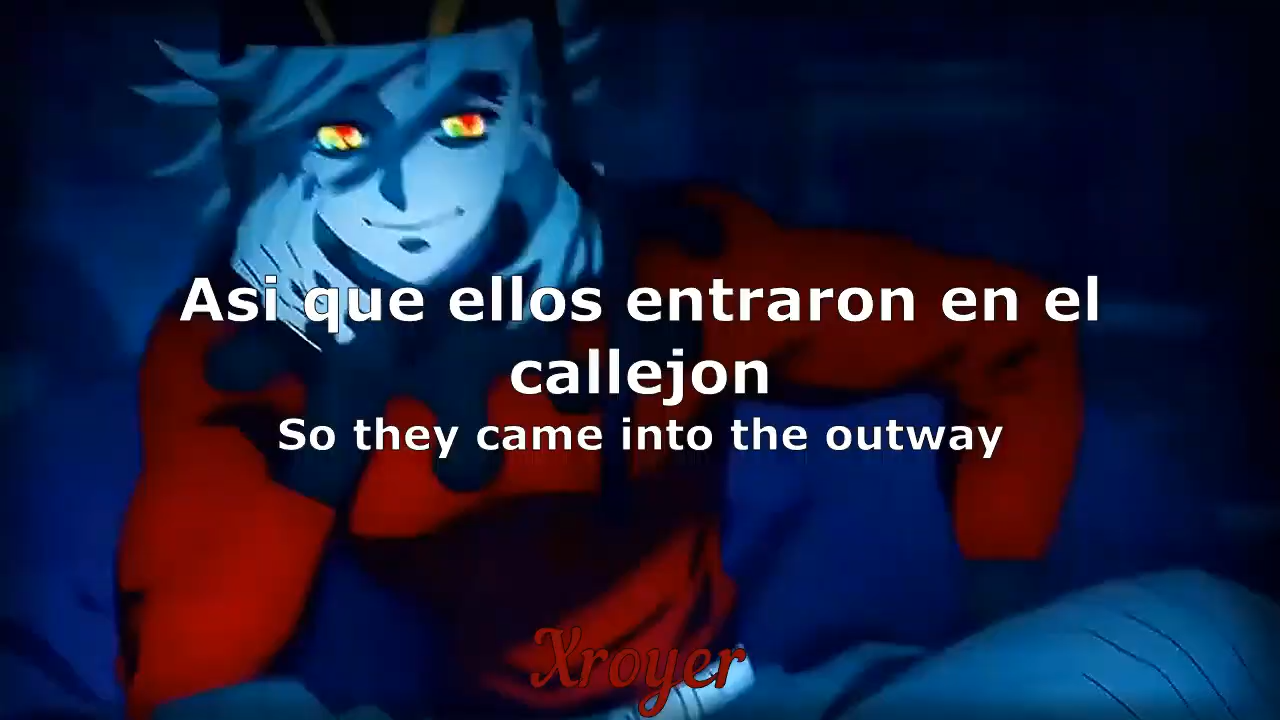 Asi que ellos entraron en el
callejon
So they came into the outway
Xroyer